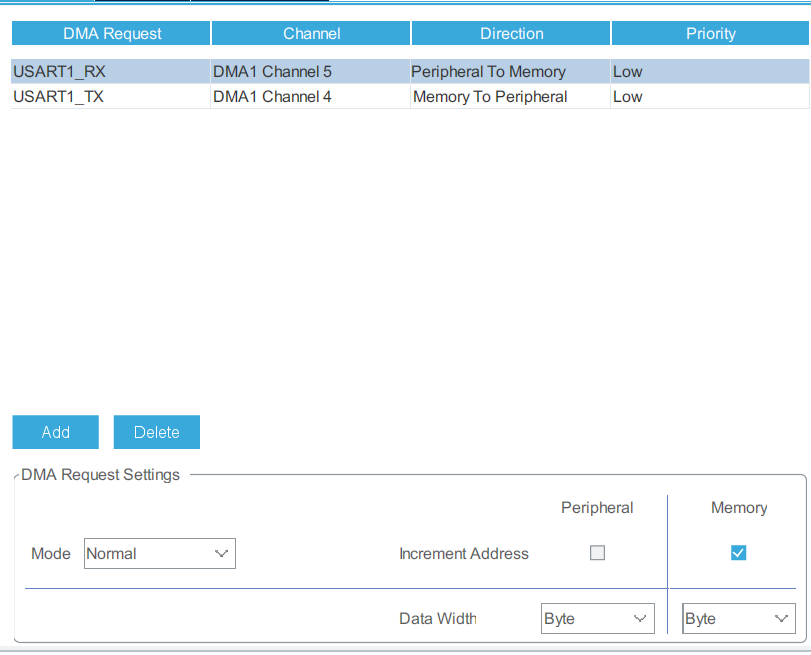 DMA Request Channel Direction Priority
USART1_RX DMA1 Channel 5 Peripheral To Memory Low
USART1_TX DMA1 Channel 4 Memory To Peripheral Low
Add Delete
DMA Request Settings
Peripheral Memory
Mode Normal Increment Address
Data Width Byte Byte